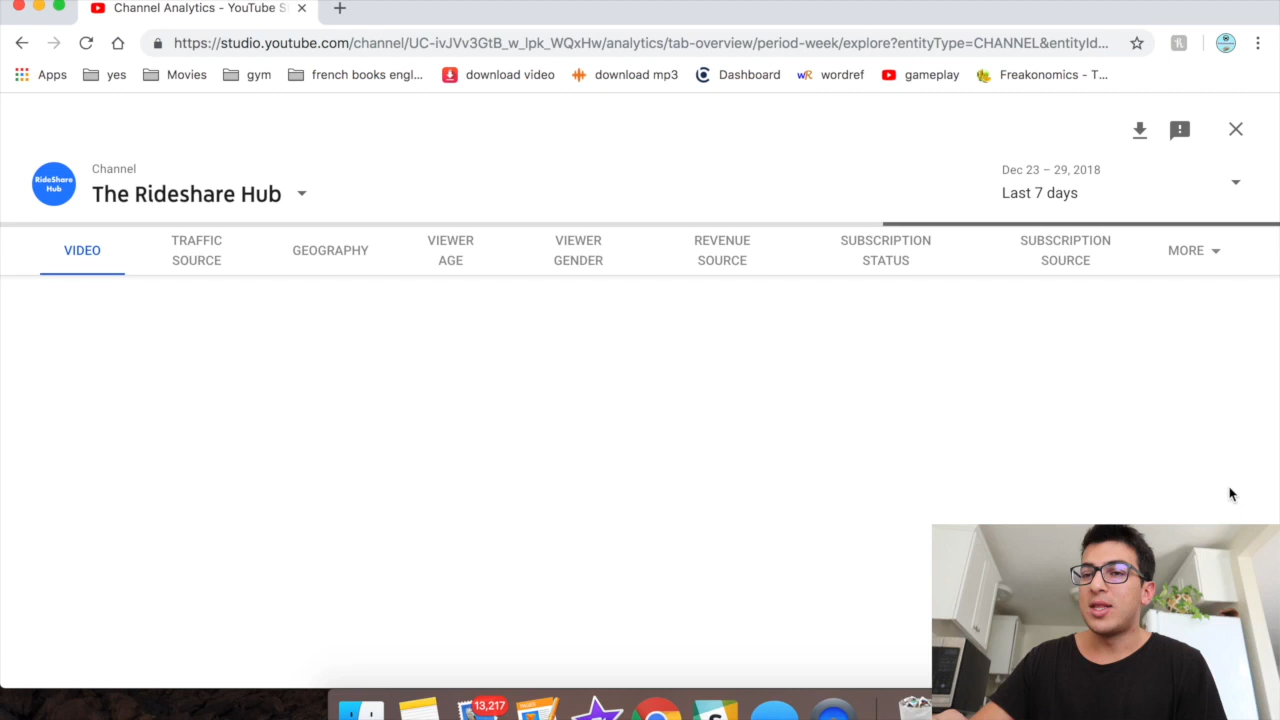 Channel Analytics - YouTube S
https://studio.youtube.com/channel/UC-ivJVv3GtB_w_lpk_WQxHw/analytics/tab-overview/period-week/explore?entityType=CHANNEL&entityId...
Apps yes Movies gym french books engl... download video download mp3 Dashboard wR wordref gameplay Freakonomics - T...
Channel
The Rideshare Hub
RideShare
Hub
Dec 23 – 29, 2018
Last 7 days
VIDEO
TRAFFIC
SOURCE
GEOGRAPHY
VIEWER
AGE
VIEWER
GENDER
REVENUE
SOURCE
SUBSCRIPTION
STATUS
SUBSCRIPTION
SOURCE
MORE
13,217
PAGES
S